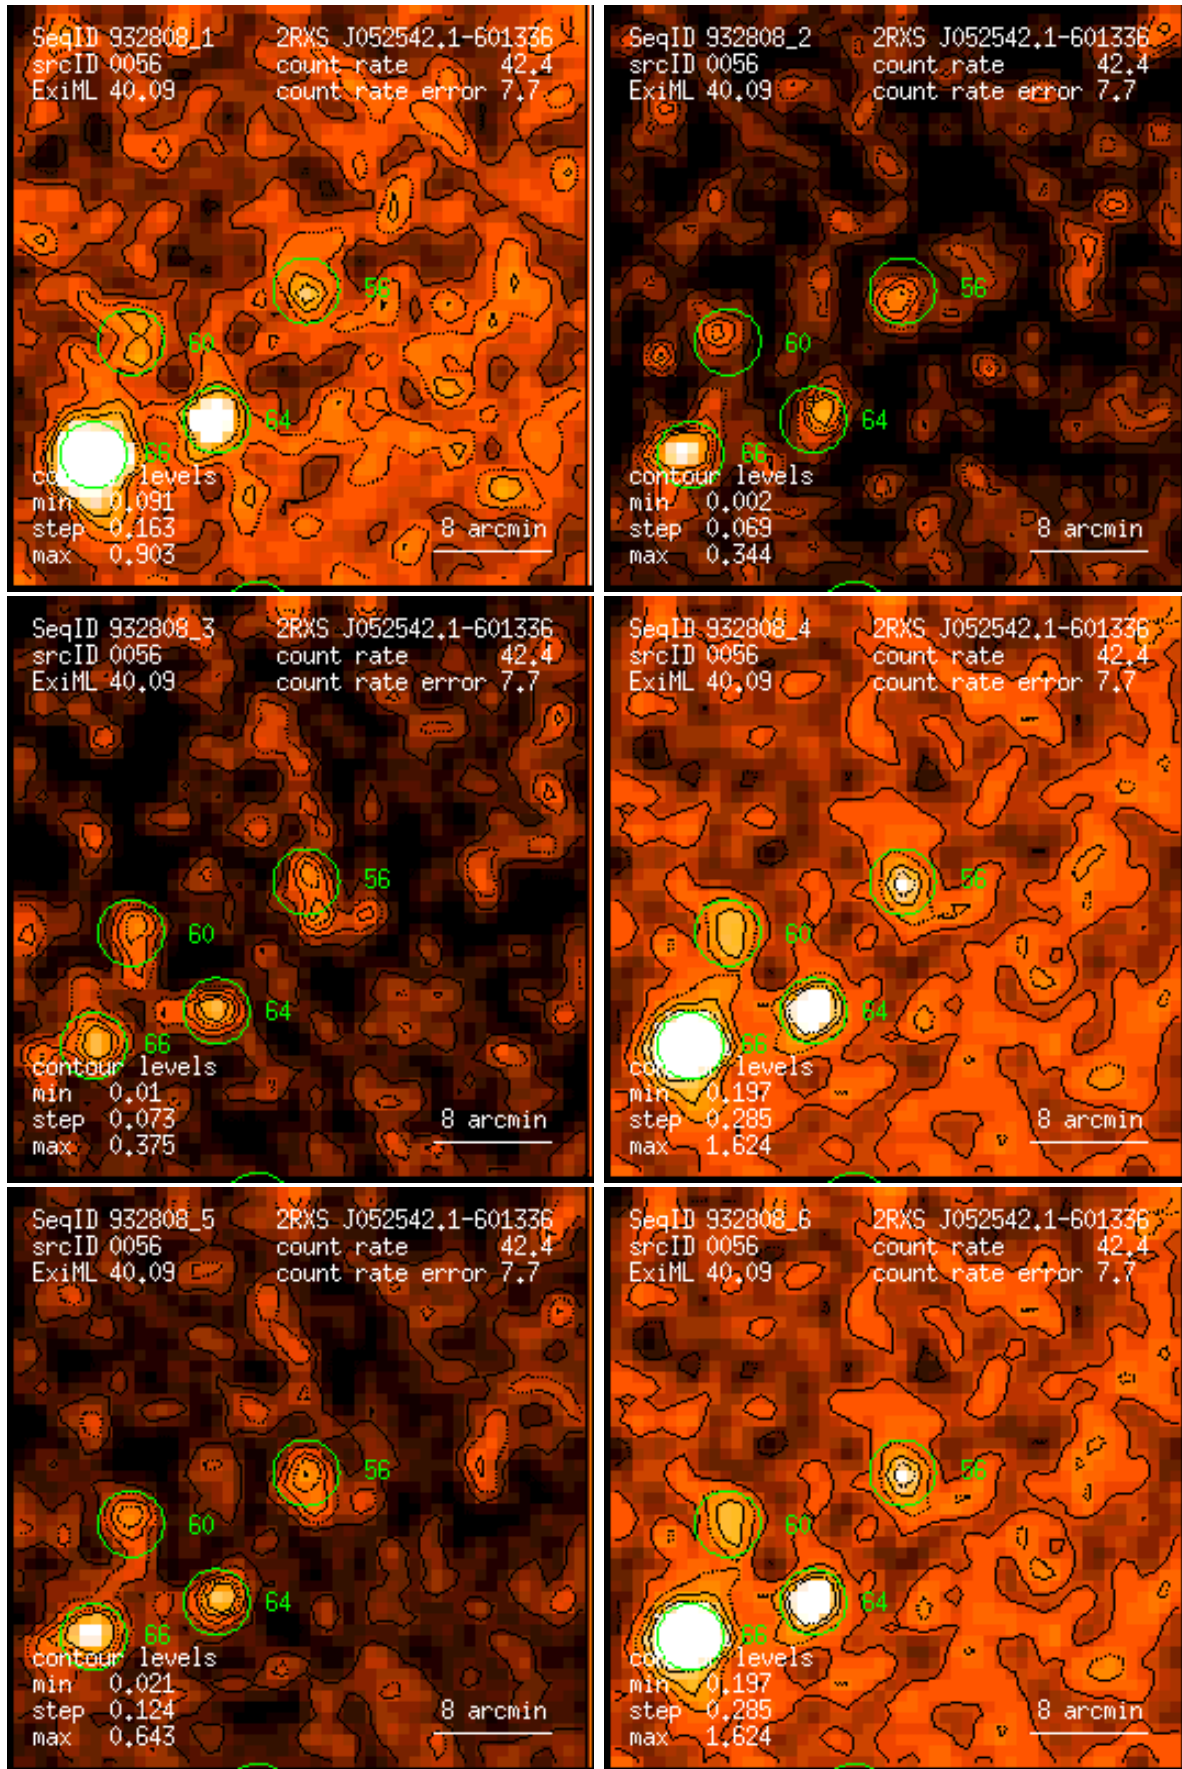 SeqID 932808_1 2RXS J052542.1-601336
srcID 0056 count rate 42.4
ExiML 40.09 count rate error 7.7
56
60
64
66
contour levels
min 0.091
step 0.163 8 arcmin
max 0.903
SeqID 932808_2 2RXS J052542.1-601336
srcID 0056 count rate 42.4
ExiML 40.09 count rate error 7.7
56
60
64
66
contour levels
min 0.002
step 0.069 8 arcmin
max 0.344
SeqID 932808_3 2RXS J052542.1-601336
srcID 0056 count rate 42.4
ExiML 40.09 count rate error 7.7
56
60
64
66
contour levels
min 0.01
step 0.073 8 arcmin
max 0.375
SeqID 932808_4 2RXS J052542.1-601336
srcID 0056 count rate 42.4
ExiML 40.09 count rate error 7.7
56
60
64
66
contour levels
min 0.197
step 0.285 8 arcmin
max 1.624
SeqID 932808_5 2RXS J052542.1-601336
srcID 0056 count rate 42.4
ExiML 40.09 count rate error 7.7
56
60
64
66
contour levels
min 0.021
step 0.124 8 arcmin
max 0.643
SeqID 932808_6 2RXS J052542.1-601336
srcID 0056 count rate 42.4
ExiML 40.09 count rate error 7.7
56
60
64
66
contour levels
min 0.197
step 0.285 8 arcmin
max 1.624